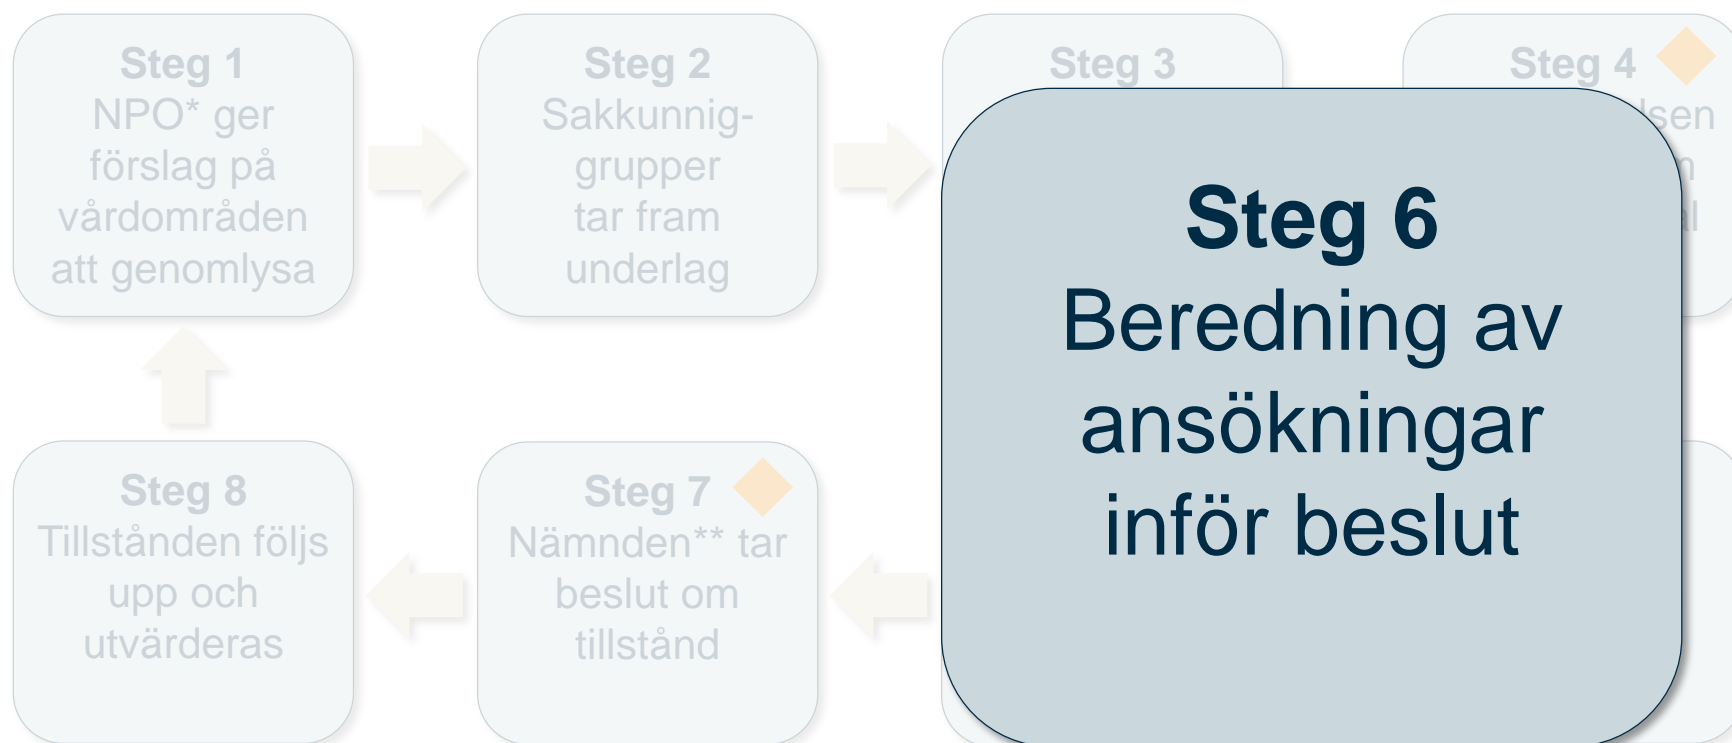 Steg 1
NPO* ger
förslag på
vårdområden
att genomlysa
Steg 2
Sakkunnig-
grupper
tar fram
underlag
Steg 3
Steg 4
Steg 6
Beredning av
ansökningar
inför beslut
Steg 7
Nämnden** tar
beslut om
tillstånd
Steg 8
Tillstånden följs
upp och
utvärderas